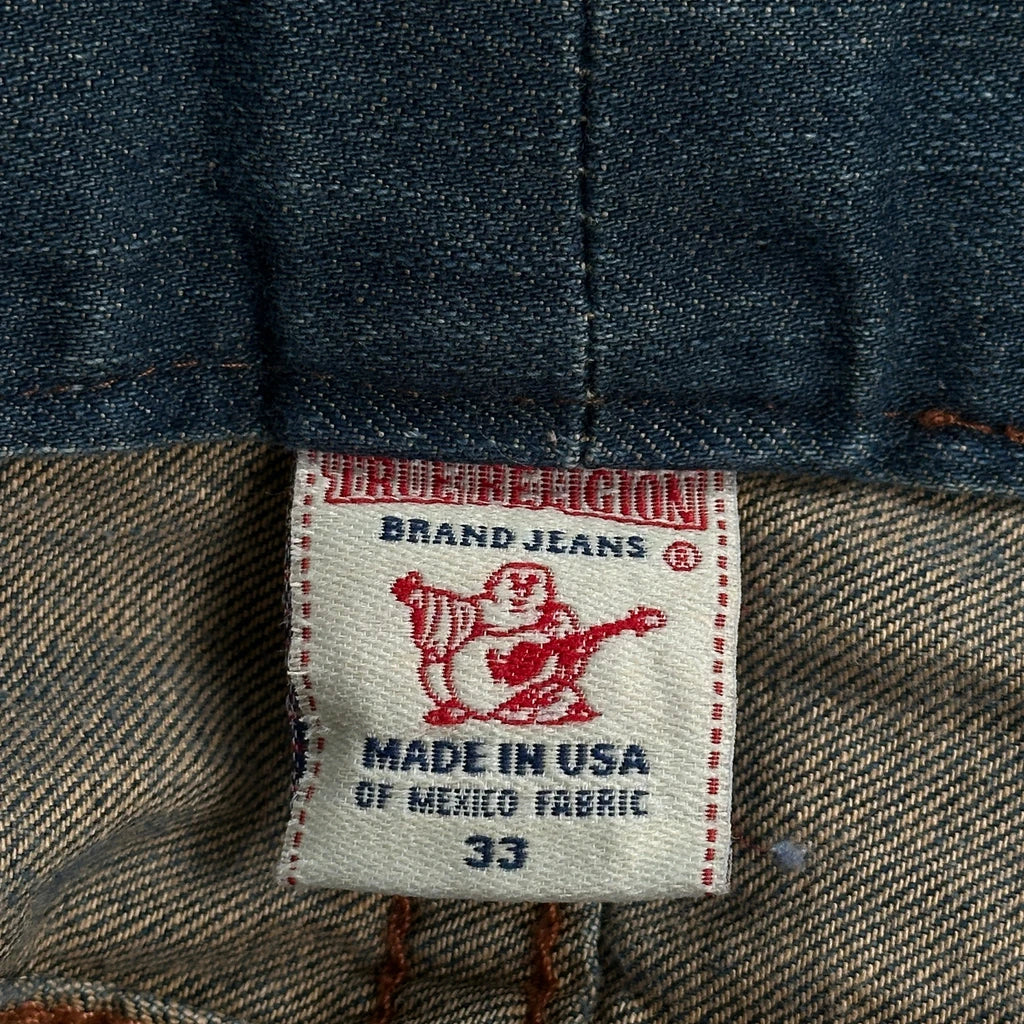 TRUE RELIGION
BRAND JEANS ®
MADE IN USA
OF MEXICO FABRIC
33